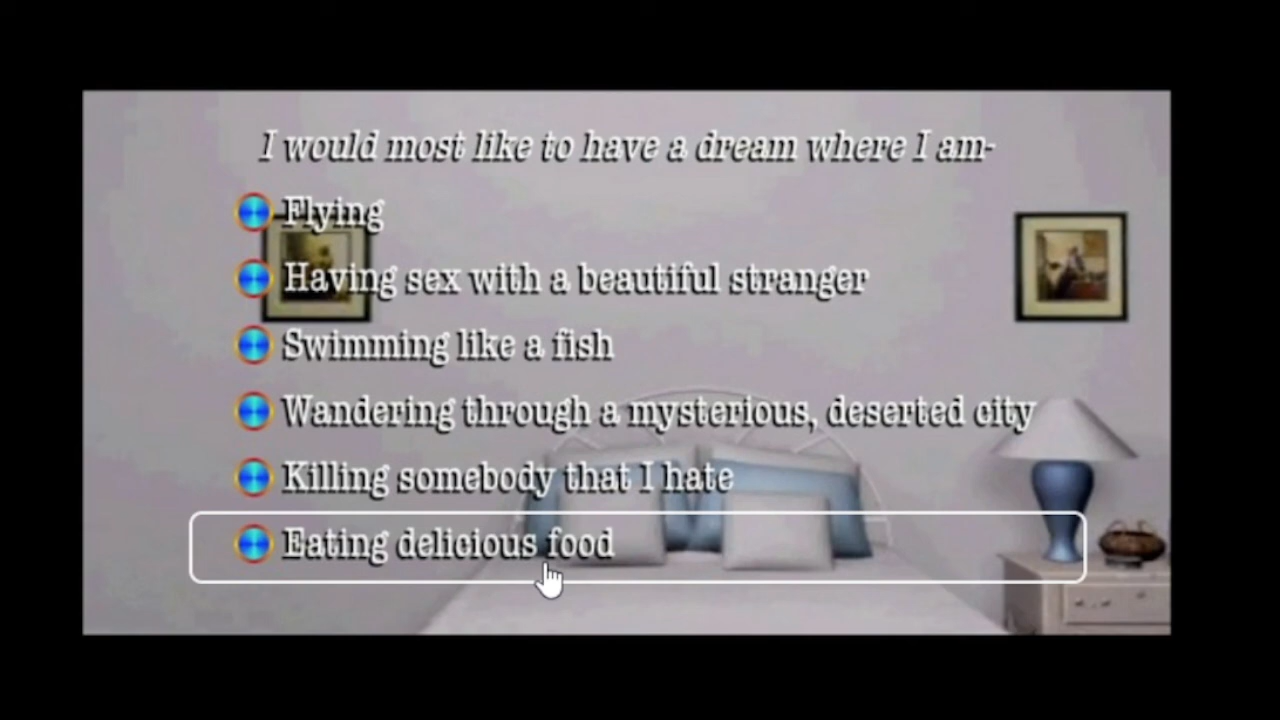 I would most like to have a dream where I am-
Flying
Having sex with a beautiful stranger
Swimming like a fish
Wandering through a mysterious, deserted city
Killing somebody that I hate
Eating delicious food